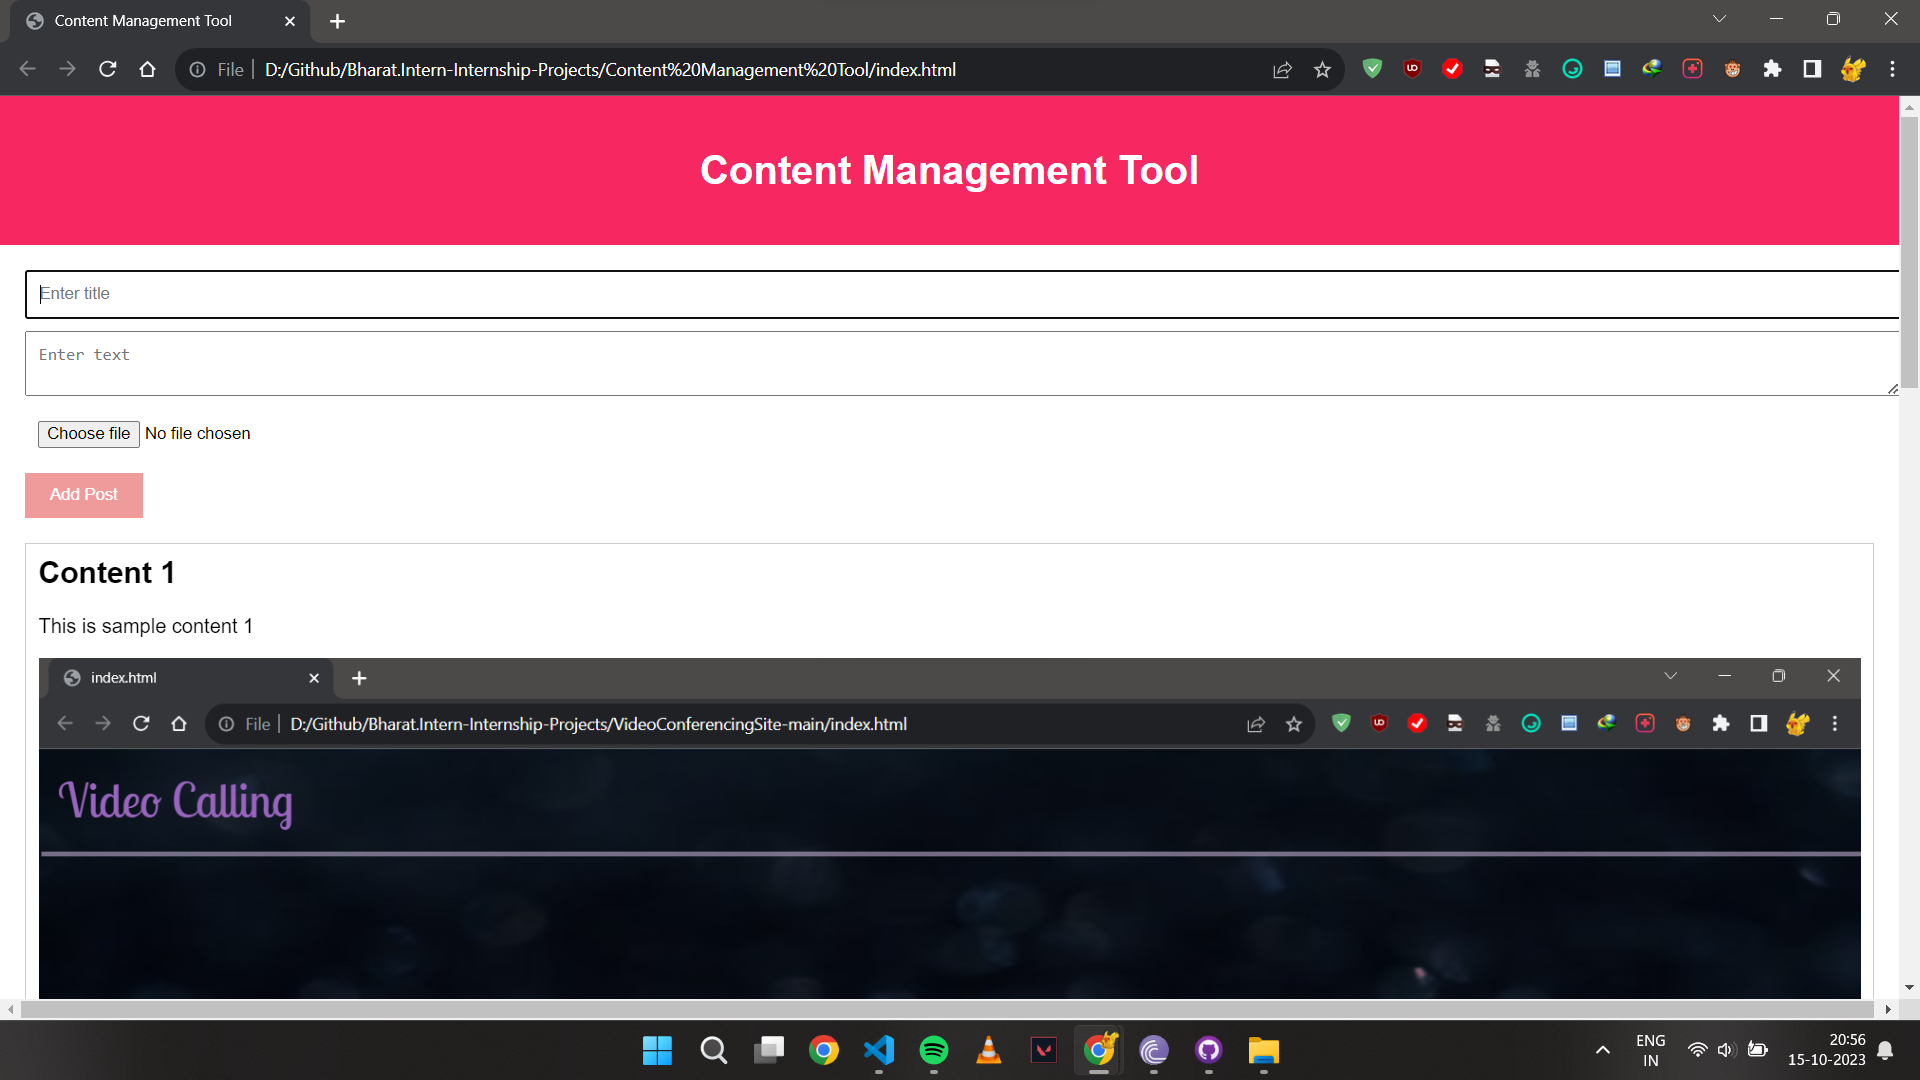 Content Management Tool
File D:/Github/Bharat.Intern-Internship-Projects/Content%20Management%20Tool/index.html
Content Management Tool
Enter title
Enter text
Choose file No file chosen
Add Post
Content 1
This is sample content 1
index.html
File D:/Github/Bharat.Intern-Internship-Projects/VideoConferencingSite-main/index.html
Video Calling
ENG
IN
20:56
15-10-2023